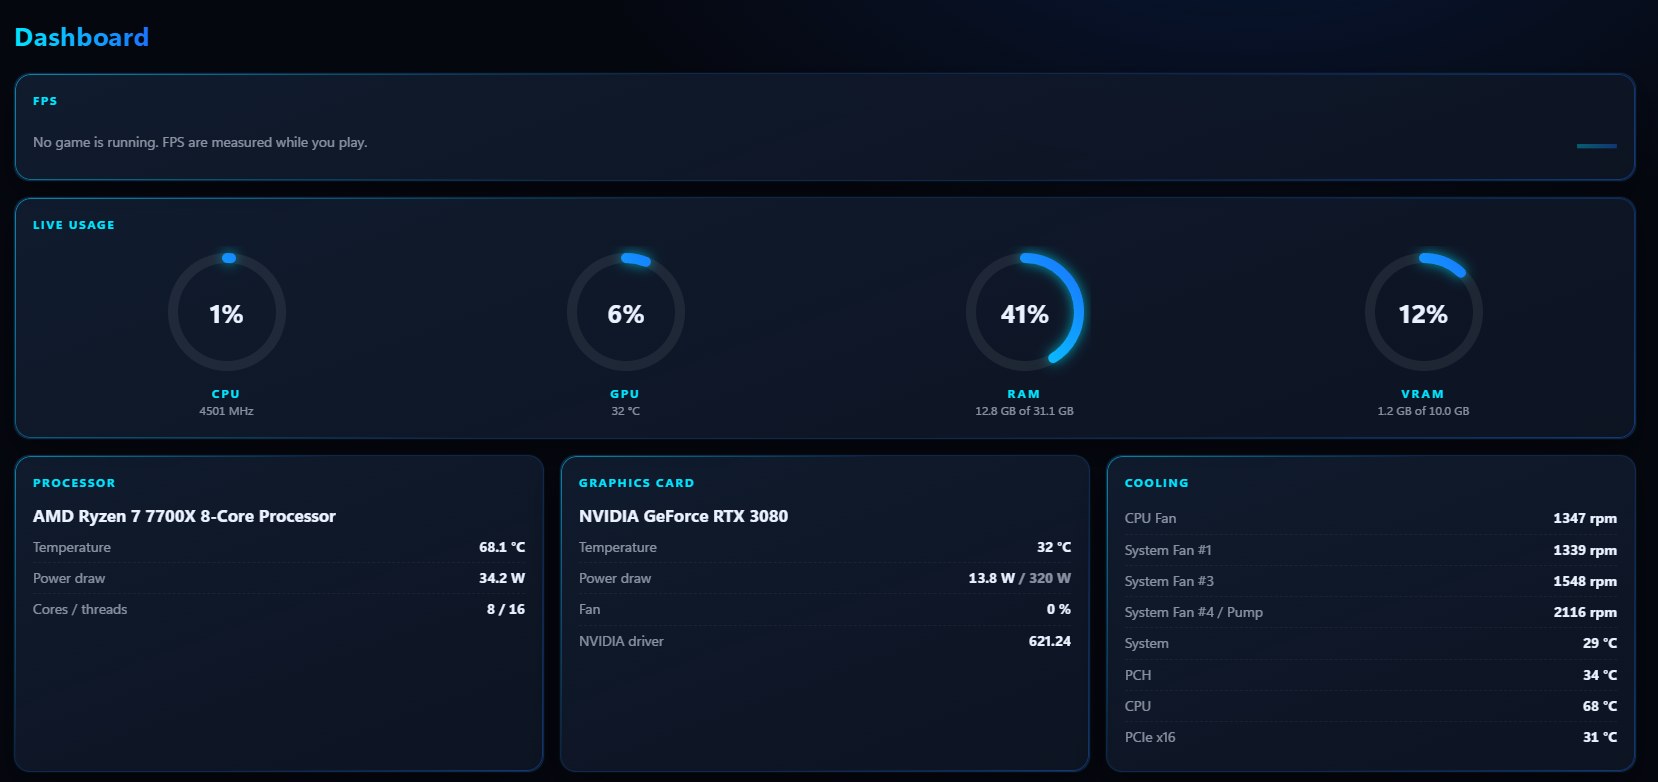 Dashboard
FPS
No game is running. FPS are measured while you play.
LIVE USAGE
1%
CPU
4501 MHz
6%
GPU
32 °C
41%
RAM
12.8 GB of 31.1 GB
12%
VRAM
1.2 GB of 10.0 GB
PROCESSOR
AMD Ryzen 7 7700X 8-Core Processor
Temperature 68.1 °C
Power draw 34.2 W
Cores / threads 8 / 16
GRAPHICS CARD
NVIDIA GeForce RTX 3080
Temperature 32 °C
Power draw 13.8 W / 320 W
Fan 0 %
NVIDIA driver 621.24
COOLING
CPU Fan 1347 rpm
System Fan #1 1339 rpm
System Fan #3 1548 rpm
System Fan #4 / Pump 2116 rpm
System 29 °C
PCH 34 °C
CPU 68 °C
PCIe x16 31 °C